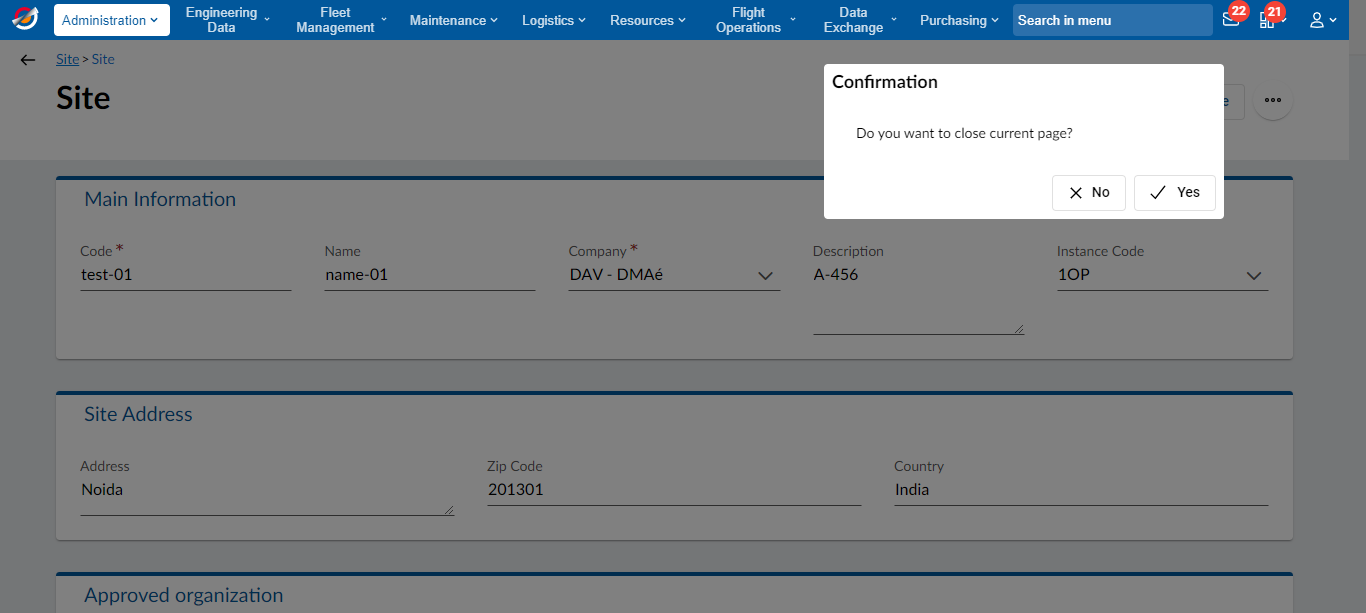 Administration
Engineering
Data
Fleet
Management
Maintenance
Logistics
Resources
Flight
Operations
Data
Exchange
Purchasing
Search in menu
22
21
Site > Site
Site
Confirmation
Do you want to close current page?
No
Yes
Main Information
Code *
test-01
Name
name-01
Company *
DAV - DMAé
Description
A-456
Instance Code
1OP
Site Address
Address
Noida
Zip Code
201301
Country
India
Approved organization